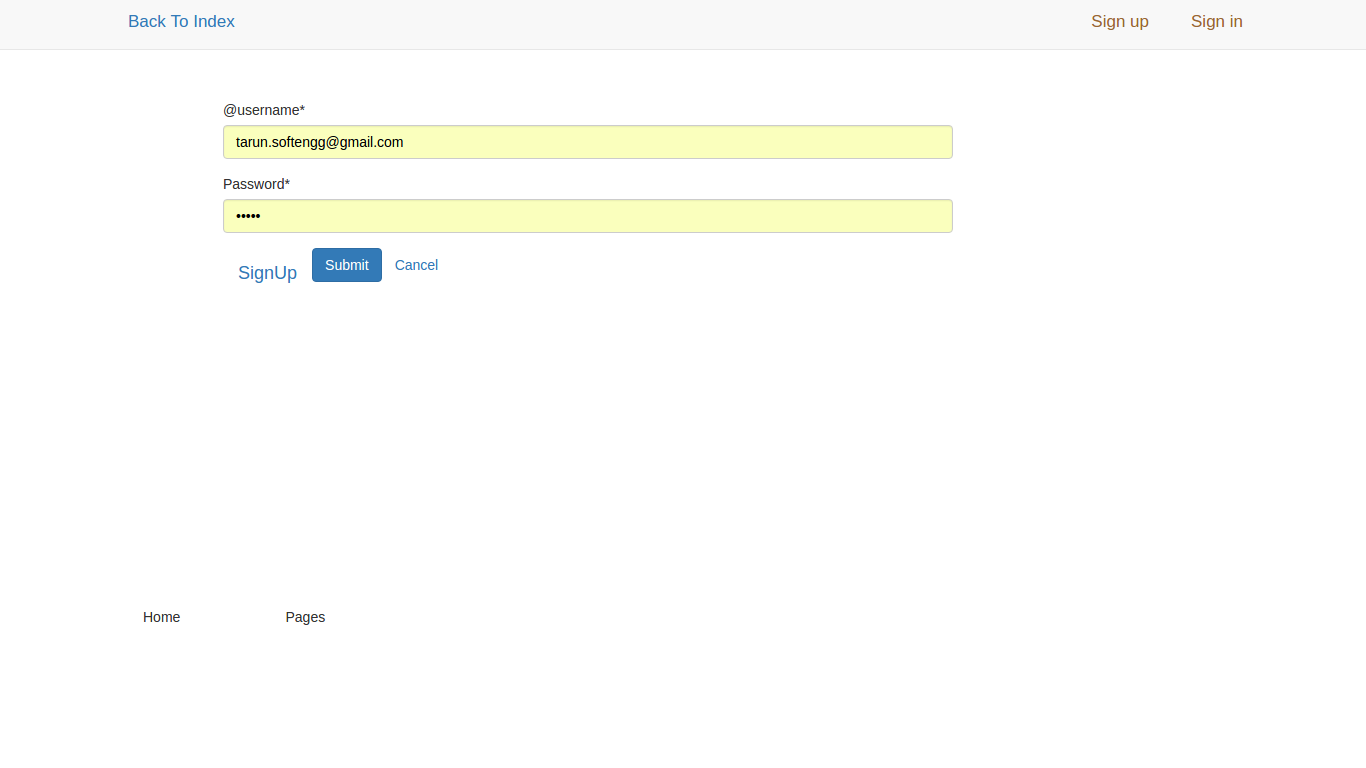 Back To Index Sign up Sign in
@username*
tarun.softengg@gmail.com
Password*
•••••
SignUp Submit Cancel
Home Pages